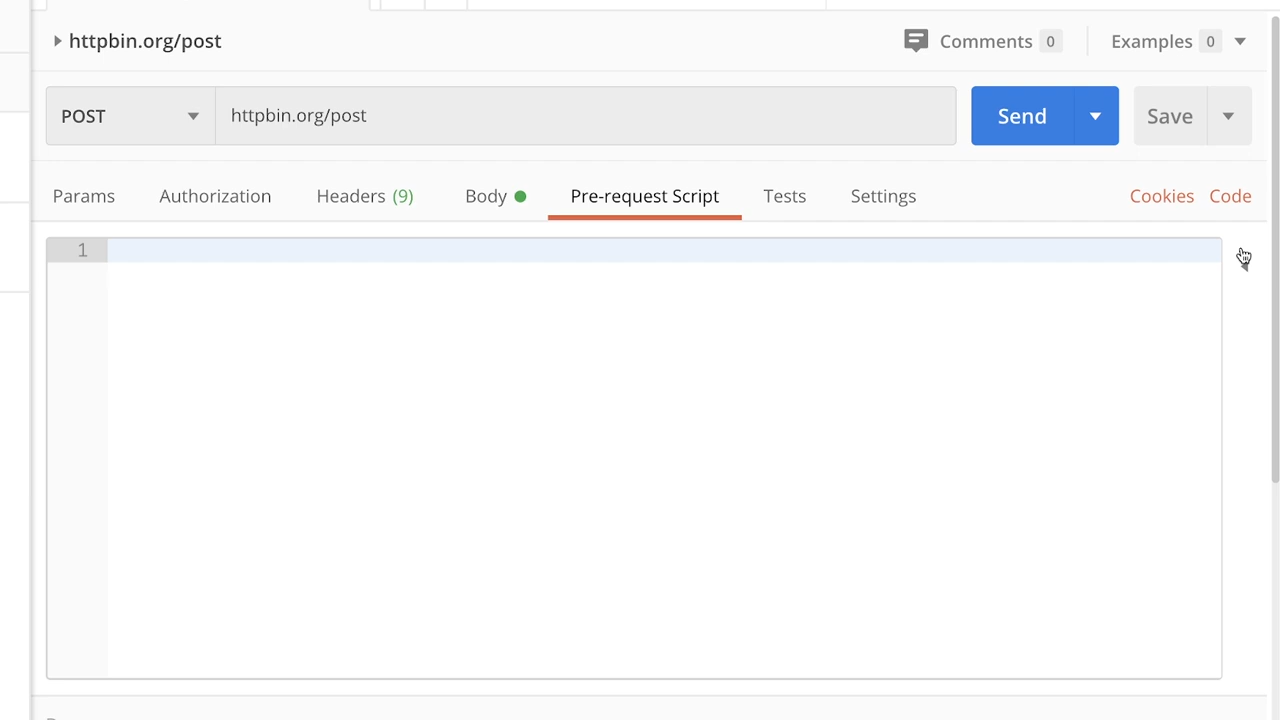 httpbin.org/post
Comments 0
Examples 0
POST
httpbin.org/post
Send
Save
Params
Authorization
Headers (9)
Body
Pre-request Script
Tests
Settings
Cookies
Code
1